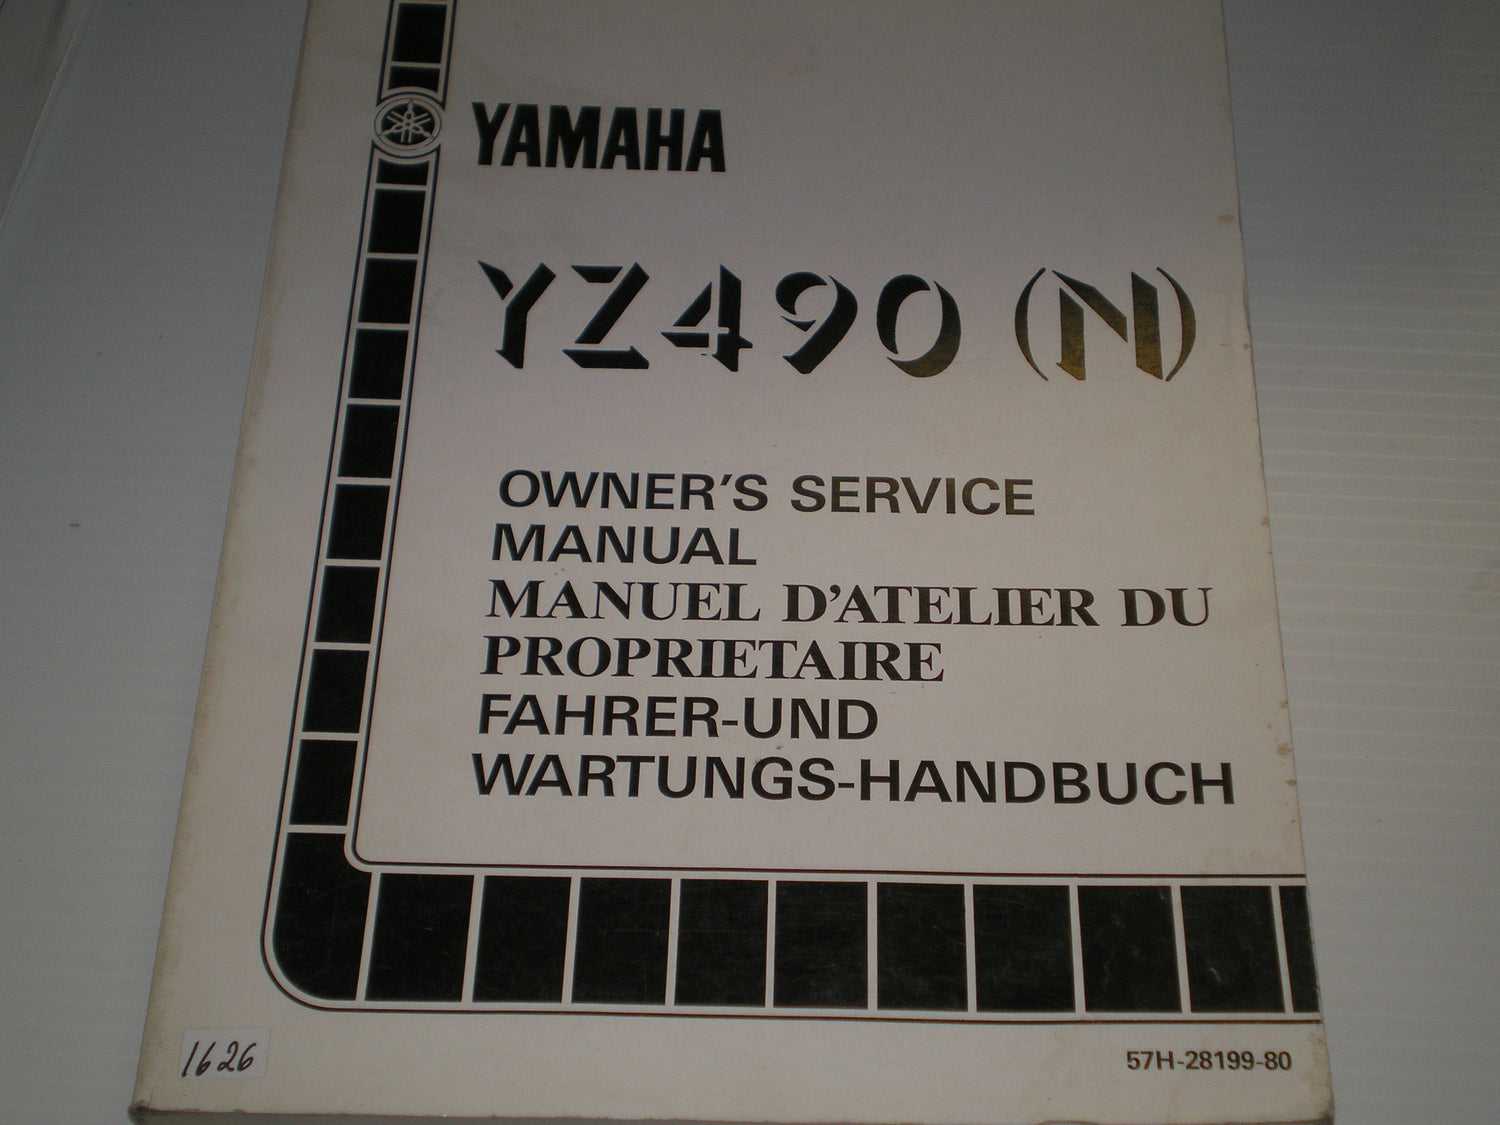 YAMAHA
YZ490 (N)
OWNER'S SERVICE
MANUAL
MANUEL D'ATELIER DU
PROPRIETAIRE
FAHRER-UND
WARTUNGS-HANDBUCH
1626
57H-28199-80